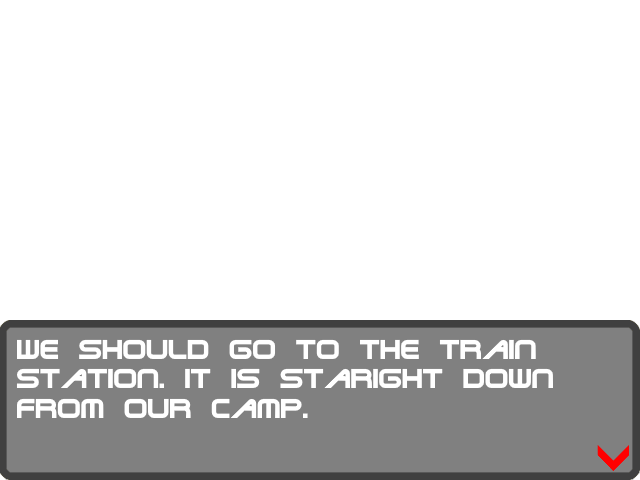 WE SHOULD GO TO THE TRAIN
STATION. IT IS STARIGHT DOWN
FROM OUR CAMP.